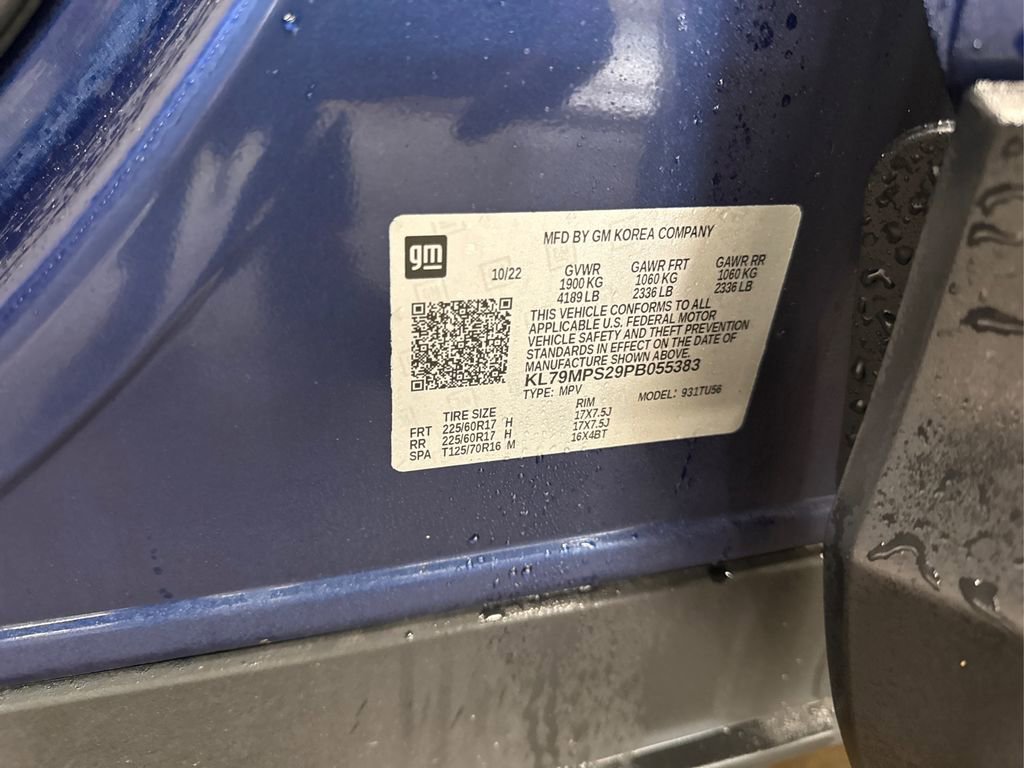 gm
MFD BY GM KOREA COMPANY
10/22
GVWR GAWR FRT GAWR RR
1900 KG 1060 KG 1060 KG
4189 LB 2336 LB 2336 LB
THIS VEHICLE CONFORMS TO ALL
APPLICABLE U.S. FEDERAL MOTOR
VEHICLE SAFETY AND THEFT PREVENTION
STANDARDS IN EFFECT ON THE DATE OF
MANUFACTURE SHOWN ABOVE.
KL79MPS29PB055383
TYPE: MPV MODEL: 931TU56
TIRE SIZE RIM
FRT 225/60R17 H 17X7.5J
RR 225/60R17 H 17X7.5J
SPA T125/70R16 M 16X4BT